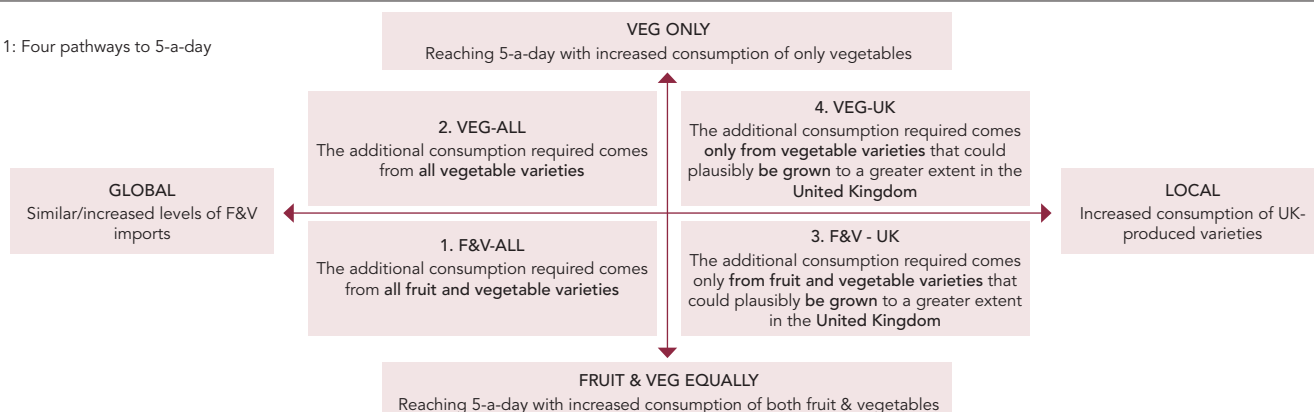 1: Four pathways to 5-a-day
VEG ONLY
Reaching 5-a-day with increased consumption of only vegetables
2. VEG-ALL
The additional consumption required comes
from all vegetable varieties
4. VEG-UK
The additional consumption required comes
only from vegetable varieties that could
plausibly be grown to a greater extent in the
United Kingdom
GLOBAL
Similar/increased levels of F&V
imports
LOCAL
Increased consumption of UK-
produced varieties
1. F&V-ALL
The additional consumption required comes
from all fruit and vegetable varieties
3. F&V - UK
The additional consumption required comes
only from fruit and vegetable varieties that
could plausibly be grown to a greater extent
in the United Kingdom
FRUIT & VEG EQUALLY
Reaching 5-a-day with increased consumption of both fruit & vegetables